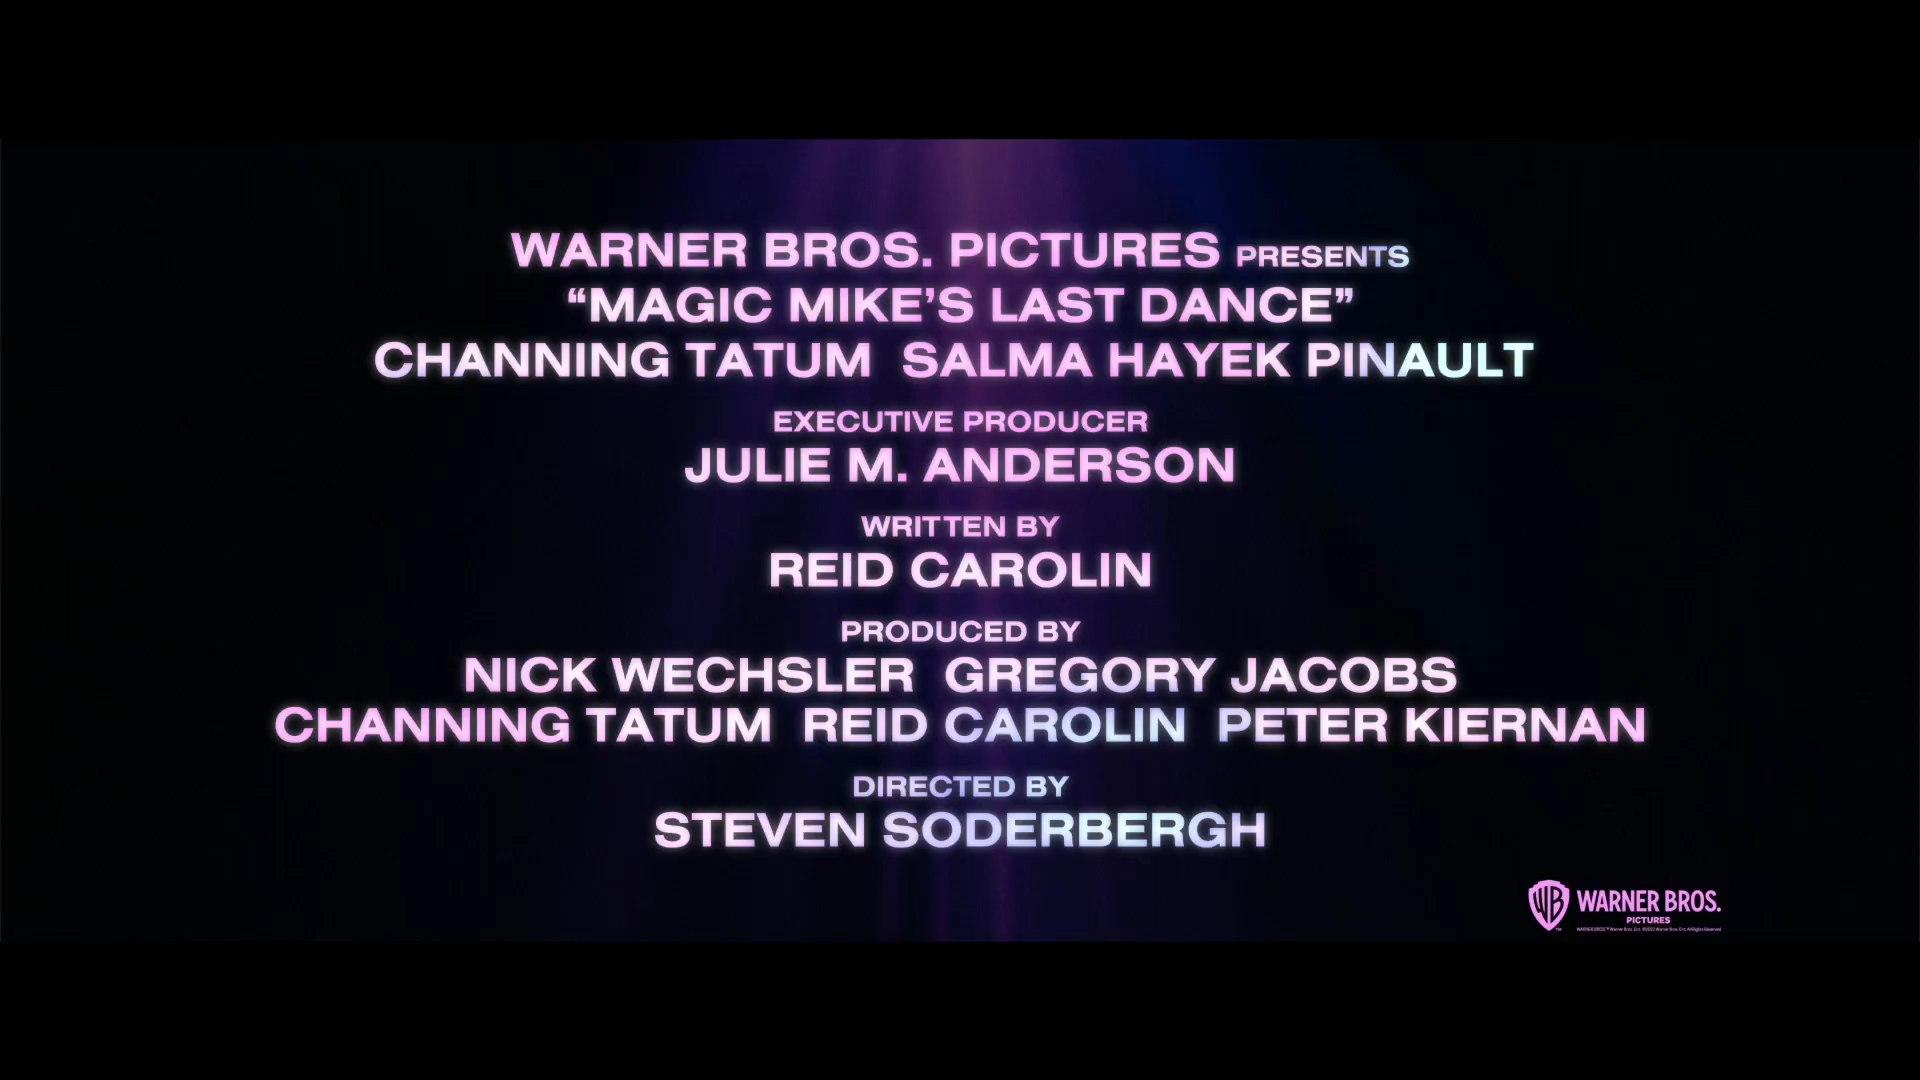 WARNER BROS. PICTURES PRESENTS
“MAGIC MIKE’S LAST DANCE”
CHANNING TATUM SALMA HAYEK PINAULT
EXECUTIVE PRODUCER
JULIE M. ANDERSON
WRITTEN BY
REID CAROLIN
PRODUCED BY
NICK WECHSLER GREGORY JACOBS
CHANNING TATUM REID CAROLIN PETER KIERNAN
DIRECTED BY
STEVEN SODERBERGH
WB WARNER BROS.
PICTURES